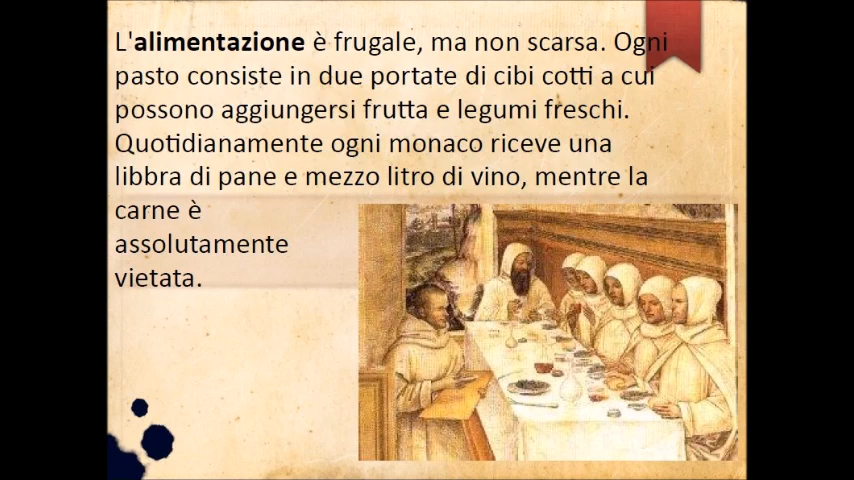 L'alimentazione è frugale, ma non scarsa. Ogni
pasto consiste in due portate di cibi cotti a cui
possono aggiungersi frutta e legumi freschi.
Quotidianamente ogni monaco riceve una
libbra di pane e mezzo litro di vino, mentre la
carne è
assolutamente
vietata.